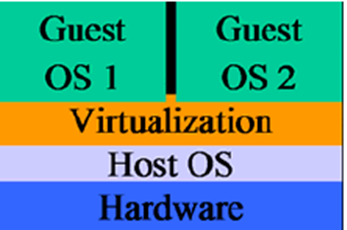 Guest
OS 1
Guest
OS 2
Virtualization
Host OS
Hardware